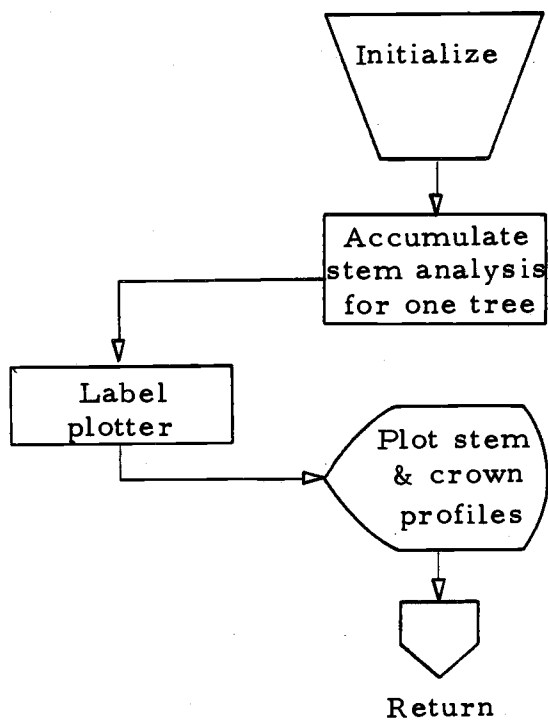 Initialize
Accumulate
stem analysis
for one tree
Label
plotter
Plot stem
& crown
profiles
Return